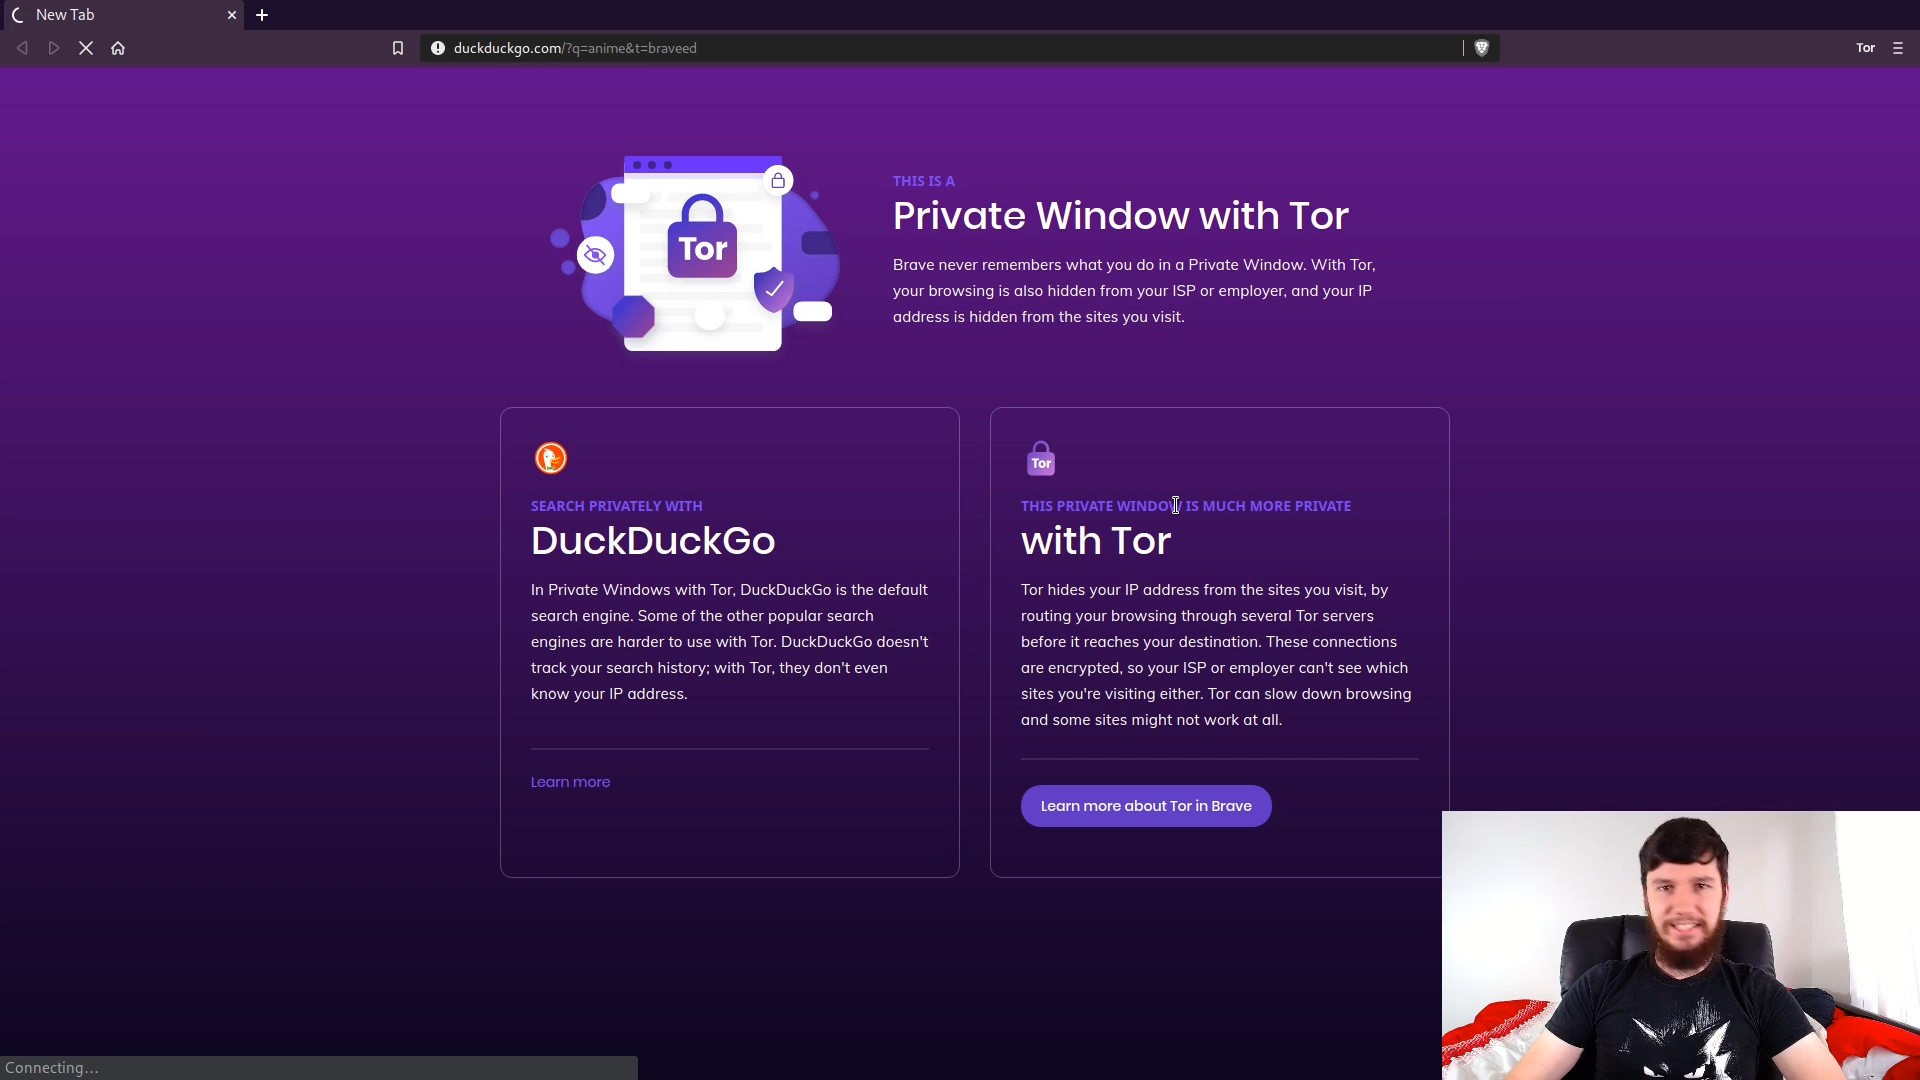 New Tab
duckduckgo.com/?q=anime&t=braveed
Tor
Tor
THIS IS A
Private Window with Tor
Brave never remembers what you do in a Private Window. With Tor,
your browsing is also hidden from your ISP or employer, and your IP
address is hidden from the sites you visit.
SEARCH PRIVATELY WITH
DuckDuckGo
In Private Windows with Tor, DuckDuckGo is the default
search engine. Some of the other popular search
engines are harder to use with Tor. DuckDuckGo doesn't
track your search history; with Tor, they don't even
know your IP address.
Learn more
Tor
THIS PRIVATE WINDOW IS MUCH MORE PRIVATE
with Tor
Tor hides your IP address from the sites you visit, by
routing your browsing through several Tor servers
before it reaches your destination. These connections
are encrypted, so your ISP or employer can't see which
sites you're visiting either. Tor can slow down browsing
and some sites might not work at all.
Learn more about Tor in Brave
Connecting...